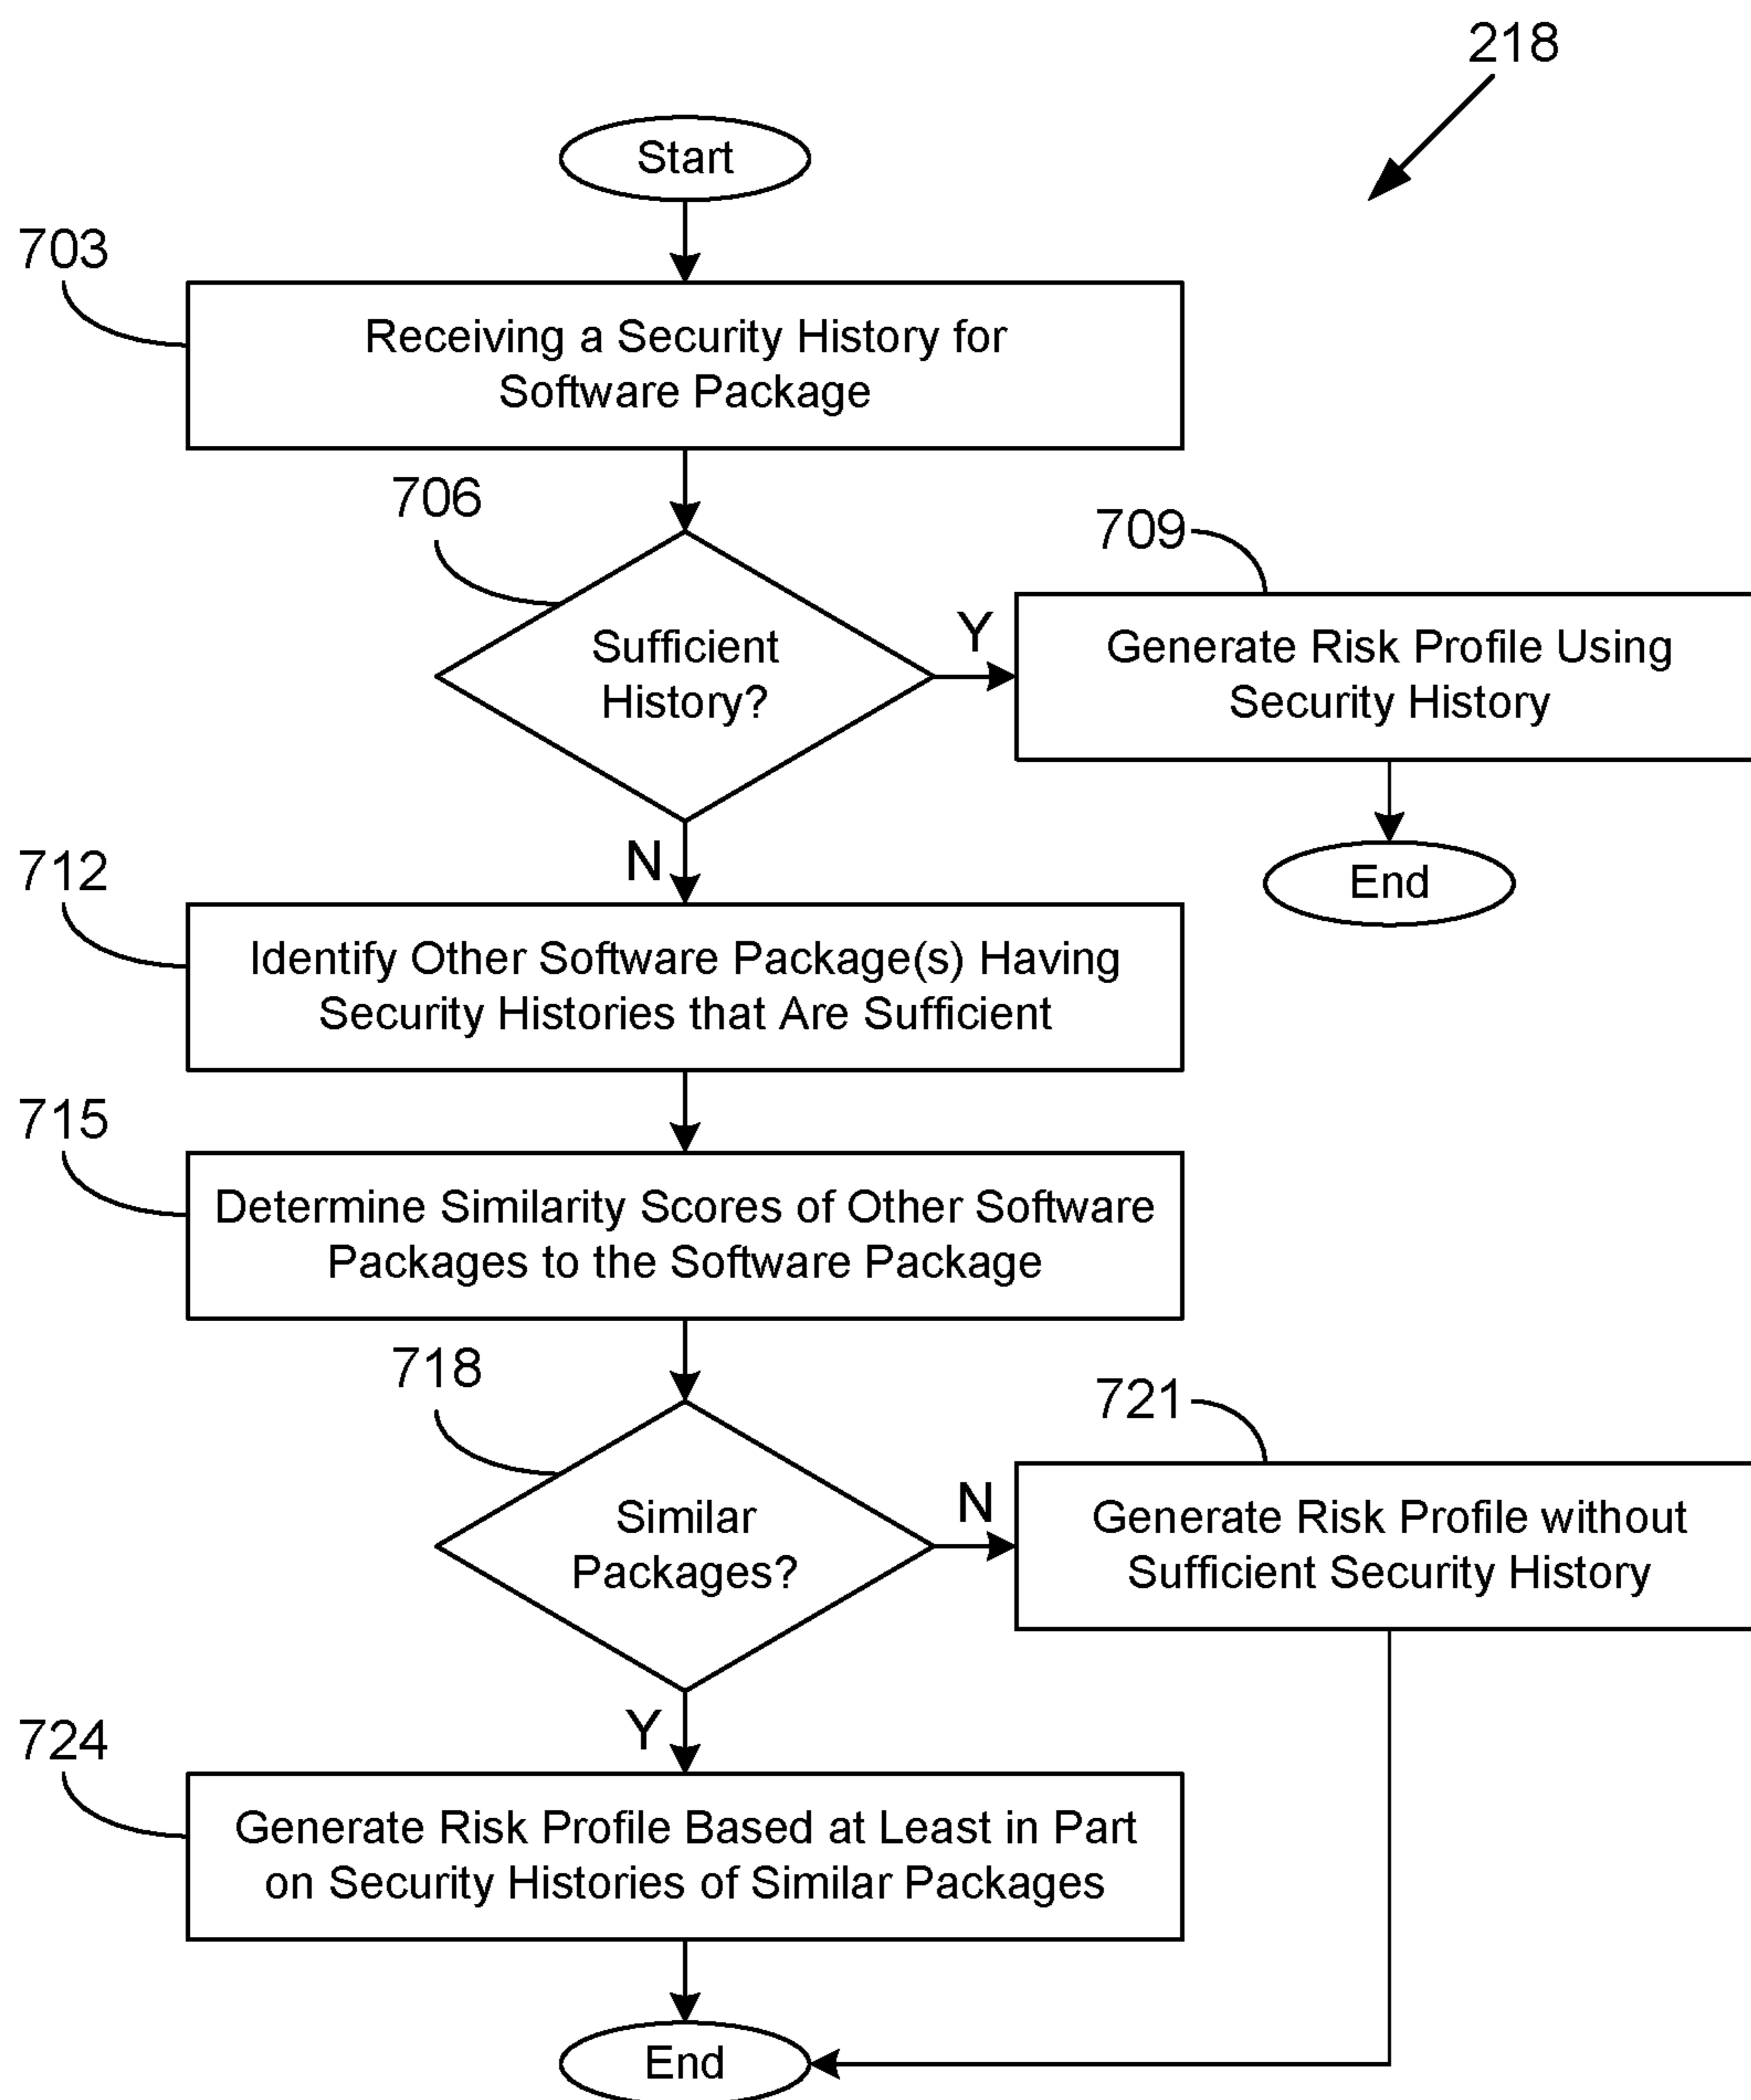 218
Start
703
Receiving a Security History for
Software Package
706
Sufficient
History?
Y
709
Generate Risk Profile Using
Security History
End
N
712
Identify Other Software Package(s) Having
Security Histories that Are Sufficient
715
Determine Similarity Scores of Other Software
Packages to the Software Package
718
Similar
Packages?
N
721
Generate Risk Profile without
Sufficient Security History
Y
724
Generate Risk Profile Based at Least in Part
on Security Histories of Similar Packages
End